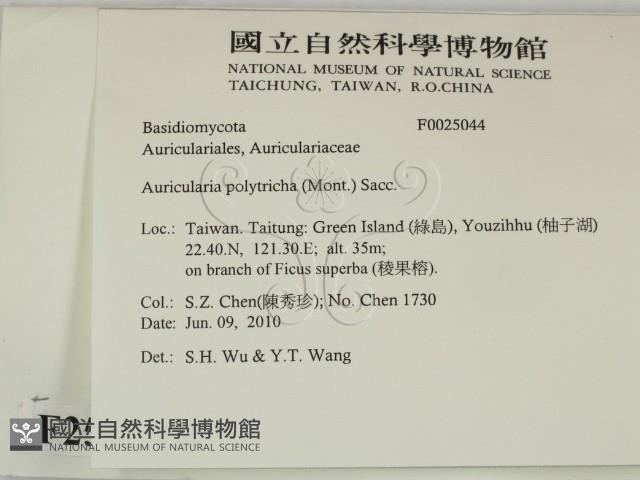 國立自然科學博物館
NATIONAL MUSEUM OF NATURAL SCIENCE
TAICHUNG, TAIWAN, R.O.CHINA
Basidiomycota F0025044
Auriculariales, Auriculariaceae
Auricularia polytricha (Mont.) Sacc.
Loc.: Taiwan. Taitung: Green Island (綠島), Youzihhu (柚子湖)
22.40.N, 121.30.E; alt. 35m;
on branch of Ficus superba (稜果榕).
Col.: S.Z. Chen(陳秀珍); No. Chen 1730
Date: Jun. 09, 2010
Det.: S.H. Wu & Y.T. Wang
國立自然科學博物館
NATIONAL MUSEUM OF NATURAL SCIENCE